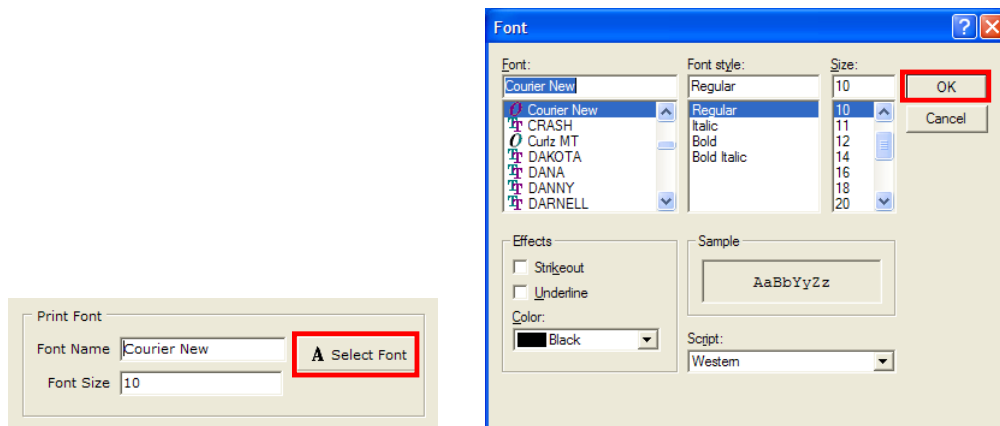 Print Font
Font Name Courier New
Select Font
Font Size 10
Font
Font: Font style: Size:
Courier New Regular 10 OK
Courier New Regular 10 Cancel
CRASH Italic 11
Curlz MT Bold 12
DAKOTA Bold Italic 14
DANA 16
DANNY 18
DARNELL 20
Effects Sample
Strikeout
Underline AaBbYyZz
Color:
Black
Script:
Western